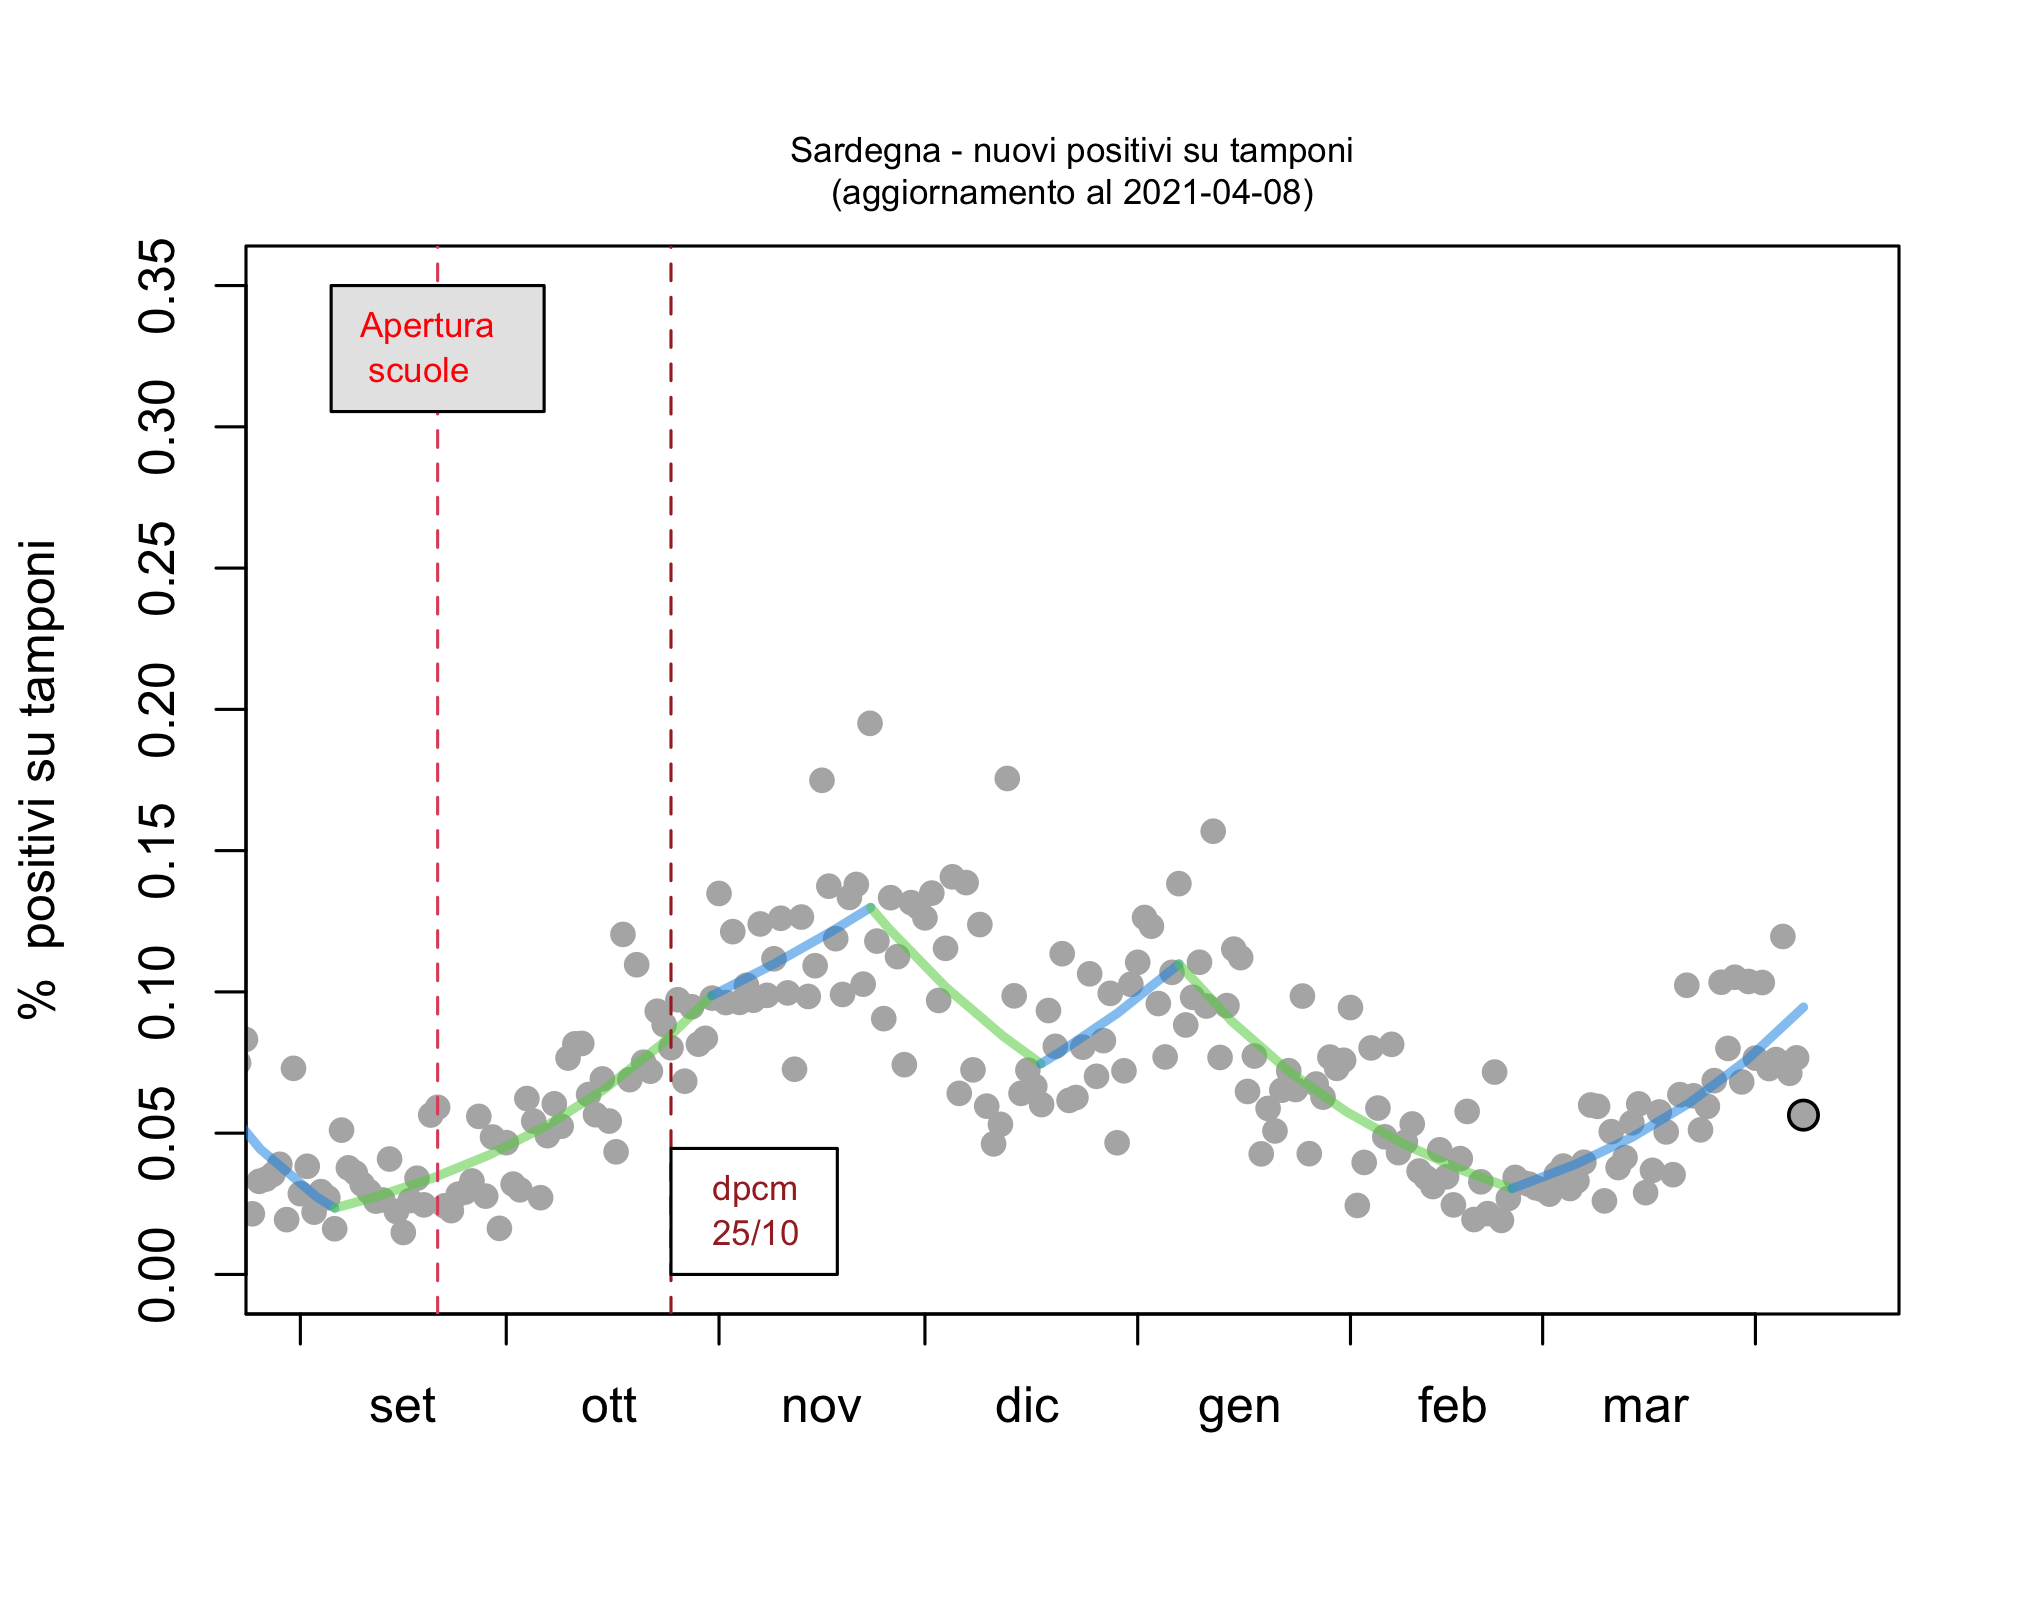 Sardegna - nuovi positivi su tamponi
(aggiornamento al 2021-04-08)
% positivi su tamponi
0.35
0.30
0.25
0.20
0.15
0.10
0.05
0.00
Apertura
scuole
dpcm
25/10
set ott nov dic gen feb mar